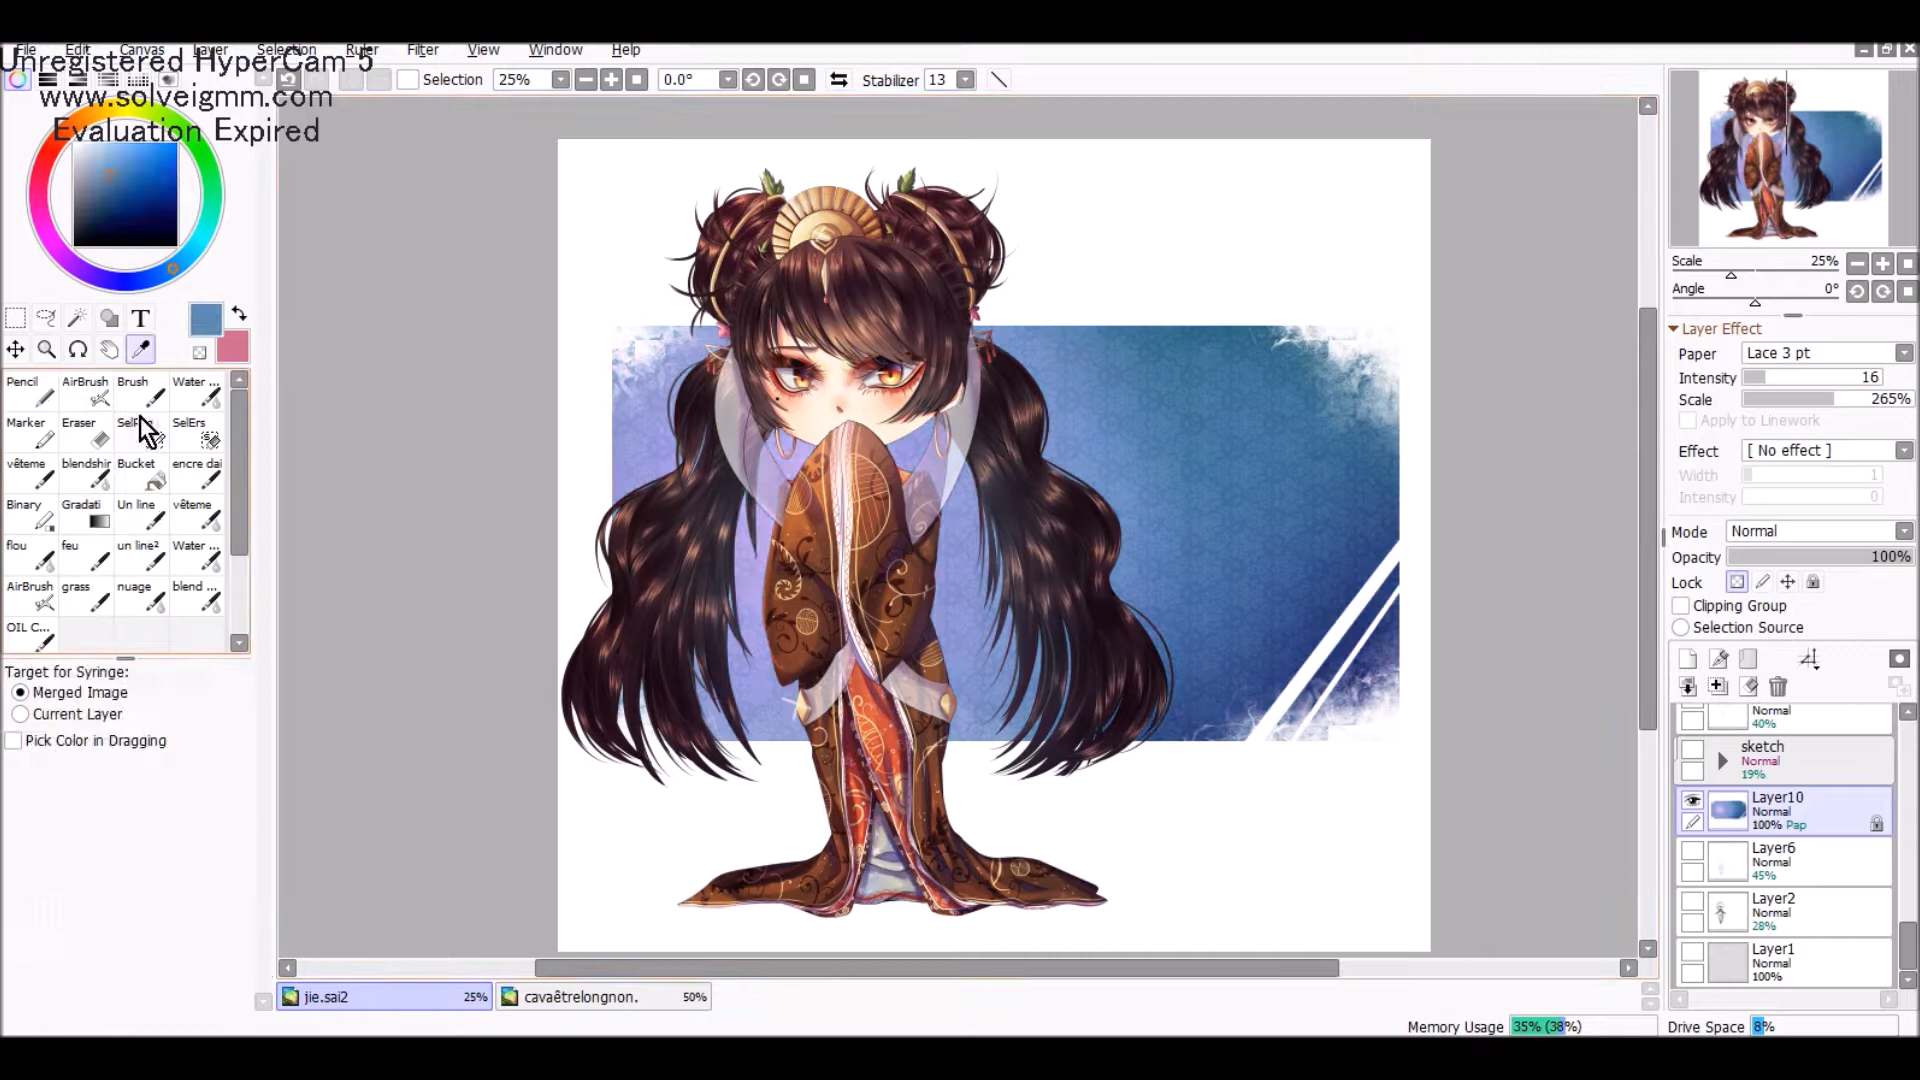 File Edit Canvas Layer Selection Ruler Filter View Window Help
Unregistered HyperCam 5
www.solveigmm.com
Evaluation Expired
Selection 25% 0.0° Stabilizer 13
Pencil AirBrush Brush Water ...
Marker Eraser SelErs
vêteme blendshir Bucket encre dai
Binary Gradati Un line vêteme
flou feu un line² Water ...
AirBrush grass nuage blend ...
OIL C...
Target for Syringe:
Merged Image
Current Layer
Pick Color in Dragging
jie.sai2 25% cavaêtrelongnon. 50%
Memory Usage 35% (38%) Drive Space 8%
Scale 25%
Angle 0°
Layer Effect
Paper Lace 3 pt
Intensity 16
Scale 265%
Apply to Linework
Effect [ No effect ]
Width 1
Intensity 0
Mode Normal
Opacity 100%
Lock
Clipping Group
Selection Source
Normal
40%
sketch
Normal
19%
Layer10
Normal
100% Pap
Layer6
Normal
45%
Layer2
Normal
28%
Layer1
Normal
100%